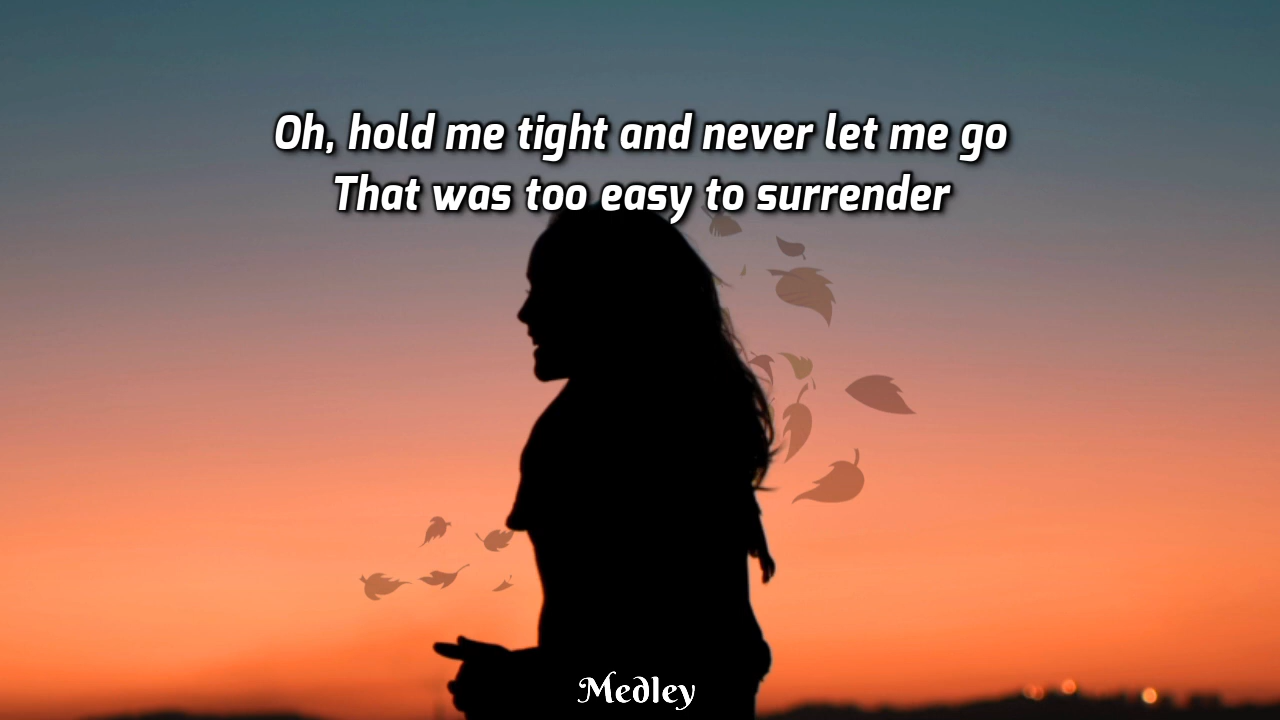 Oh, hold me tight and never let me go
That was too easy to surrender
Medley